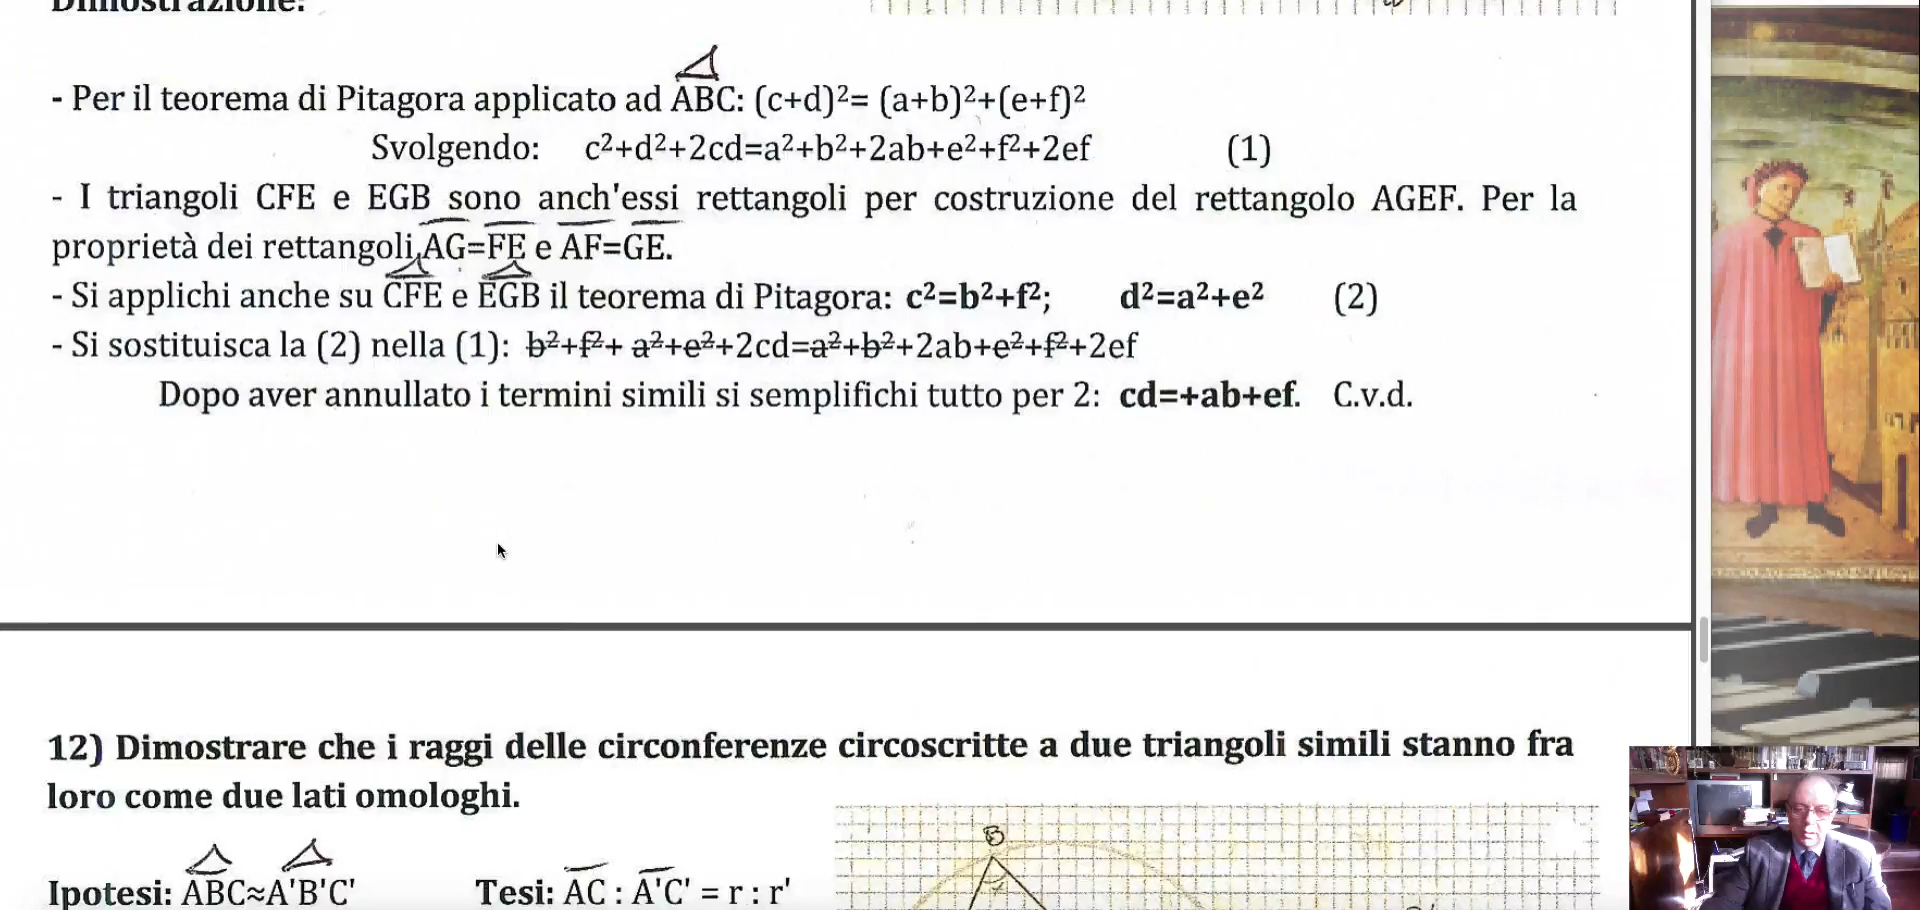 Dimostrazione:
- Per il teorema di Pitagora applicato ad ABC: (c+d)²= (a+b)²+(e+f)²
Svolgendo: c²+d²+2cd=a²+b²+2ab+e²+f²+2ef (1)
- I triangoli CFE e EGB sono anch'essi rettangoli per costruzione del rettangolo AGEF. Per la
proprietà dei rettangoli, AG=FE e AF=GE.
- Si applichi anche su CFE e EGB il teorema di Pitagora: c²=b²+f²; d²=a²+e² (2)
- Si sostituisca la (2) nella (1): b²+f²+ a²+e²+2cd=a²+b²+2ab+e²+f²+2ef
Dopo aver annullato i termini simili si semplifichi tutto per 2: cd=+ab+ef. C.v.d.
12) Dimostrare che i raggi delle circonferenze circoscritte a due triangoli simili stanno fra
loro come due lati omologhi.
B
Ipotesi: ABC≈A'B'C' Tesi: AC : A'C' = r : r'